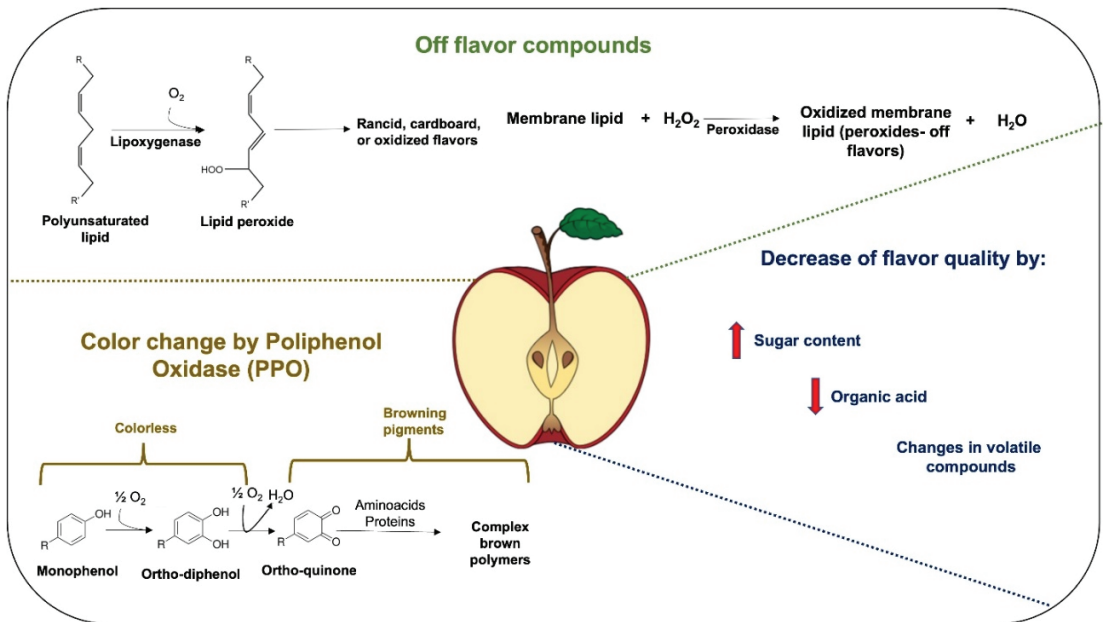 Off flavor compounds
R
R
O2
Lipoxygenase
HOO
R'
R'
Polyunsaturated
lipid
Lipid peroxide
Rancid, cardboard,
or oxidized flavors
Membrane lipid + H2O2
Peroxidase
Oxidized membrane
lipid (peroxides- off
flavors)
+ H2O
Decrease of flavor quality by:
Sugar content
Organic acid
Changes in volatile
compounds
Color change by Poliphenol
Oxidase (PPO)
Colorless
Browning
pigments
½ O2
½ O2
H2O
OH
R
Monophenol
OH
OH
R
Ortho-diphenol
O
O
R
Ortho-quinone
Aminoacids
Proteins
Complex
brown
polymers